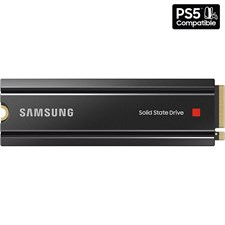 PS5
Compatible
SAMSUNG
Solid State Drive